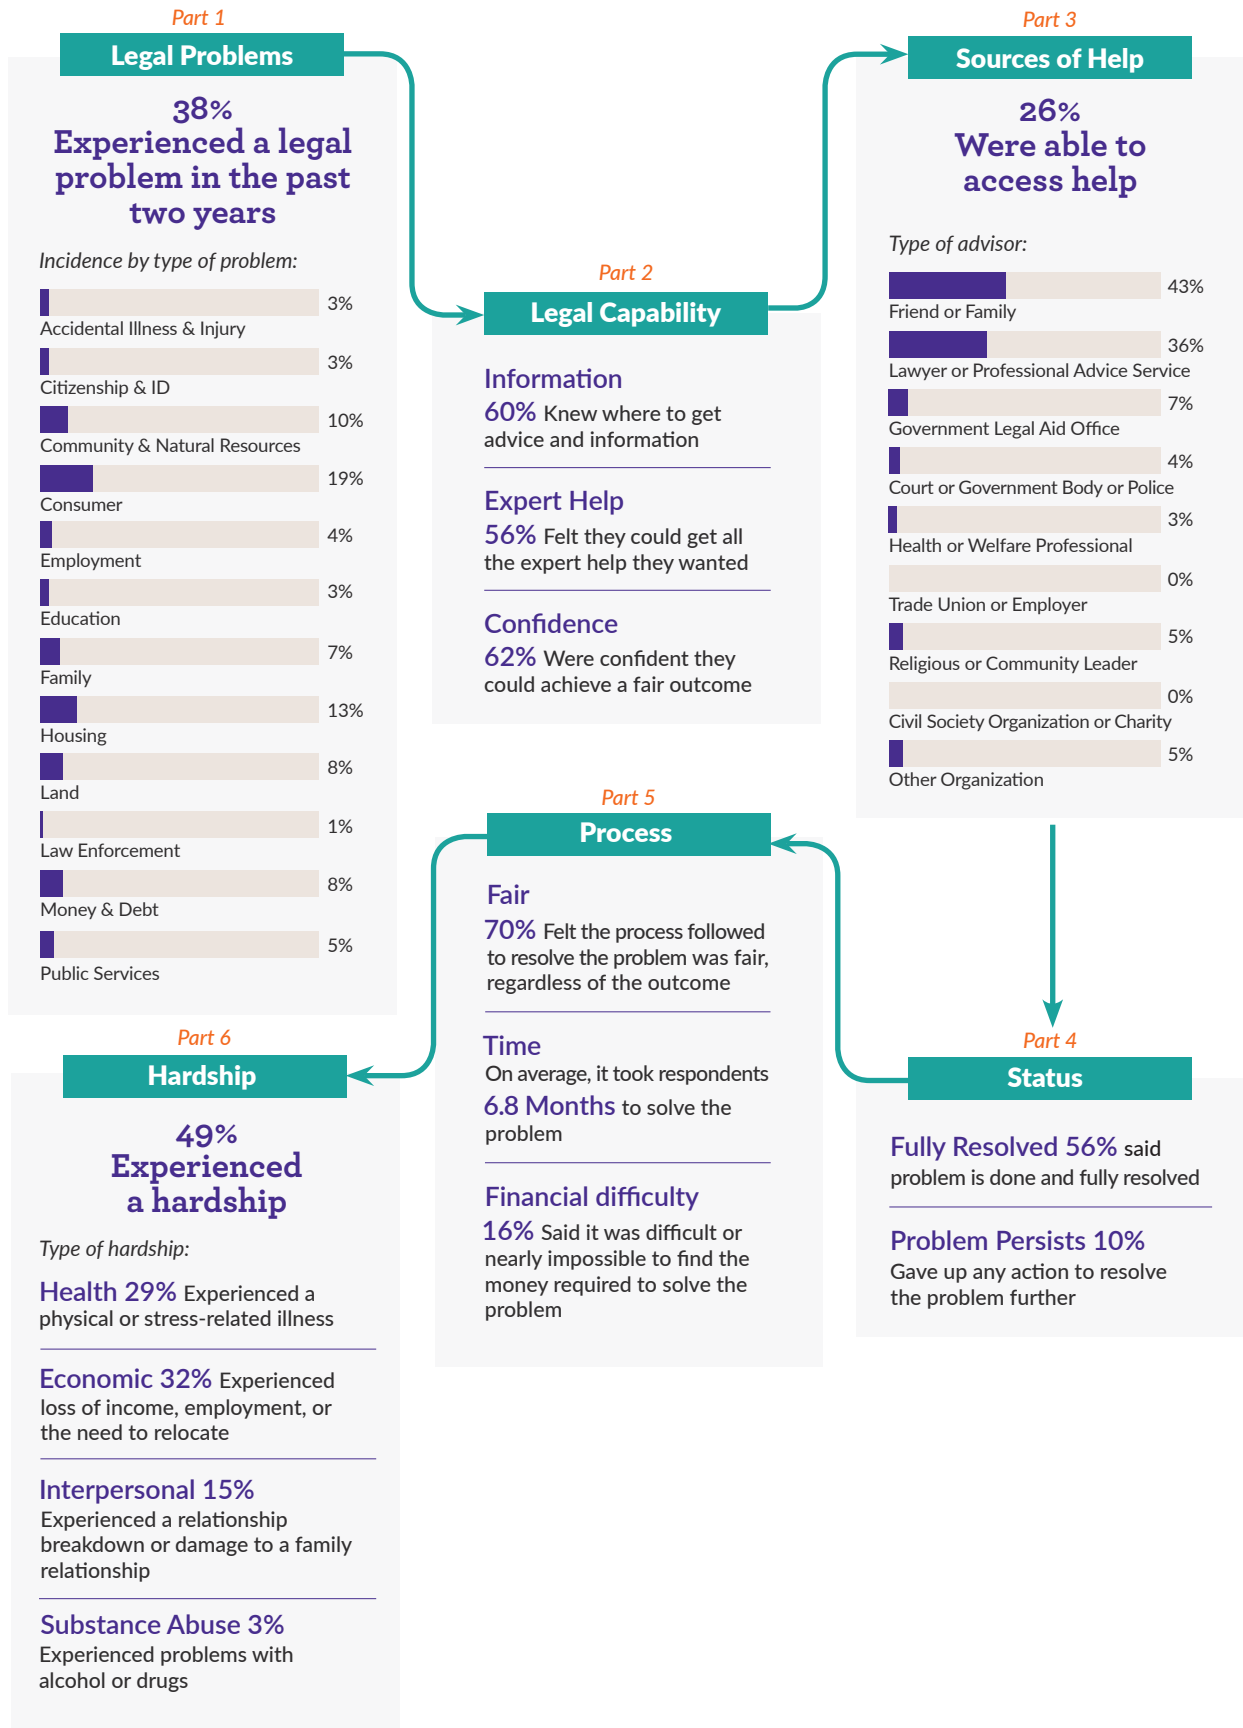 Part 1
Legal Problems
38%
Experienced a legal
problem in the past
two years
Incidence by type of problem:
3%
Accidental Illness & Injury
3%
Citizenship & ID
10%
Community & Natural Resources
19%
Consumer
4%
Employment
3%
Education
7%
Family
13%
Housing
8%
Land
1%
Law Enforcement
8%
Money & Debt
5%
Public Services
Part 2
Legal Capability
Information
60% Knew where to get
advice and information
Expert Help
56% Felt they could get all
the expert help they wanted
Confidence
62% Were confident they
could achieve a fair outcome
Part 3
Sources of Help
26%
Were able to
access help
Type of advisor:
43%
Friend or Family
36%
Lawyer or Professional Advice Service
7%
Government Legal Aid Office
4%
Court or Government Body or Police
3%
Health or Welfare Professional
0%
Trade Union or Employer
5%
Religious or Community Leader
0%
Civil Society Organization or Charity
5%
Other Organization
Part 4
Status
Fully Resolved 56% said
problem is done and fully resolved
Problem Persists 10%
Gave up any action to resolve
the problem further
Part 5
Process
Fair
70% Felt the process followed
to resolve the problem was fair,
regardless of the outcome
Time
On average, it took respondents
6.8 Months to solve the
problem
Financial difficulty
16% Said it was difficult or
nearly impossible to find the
money required to solve the
problem
Part 6
Hardship
49%
Experienced
a hardship
Type of hardship:
Health 29% Experienced a
physical or stress-related illness
Economic 32% Experienced
loss of income, employment, or
the need to relocate
Interpersonal 15%
Experienced a relationship
breakdown or damage to a family
relationship
Substance Abuse 3%
Experienced problems with
alcohol or drugs